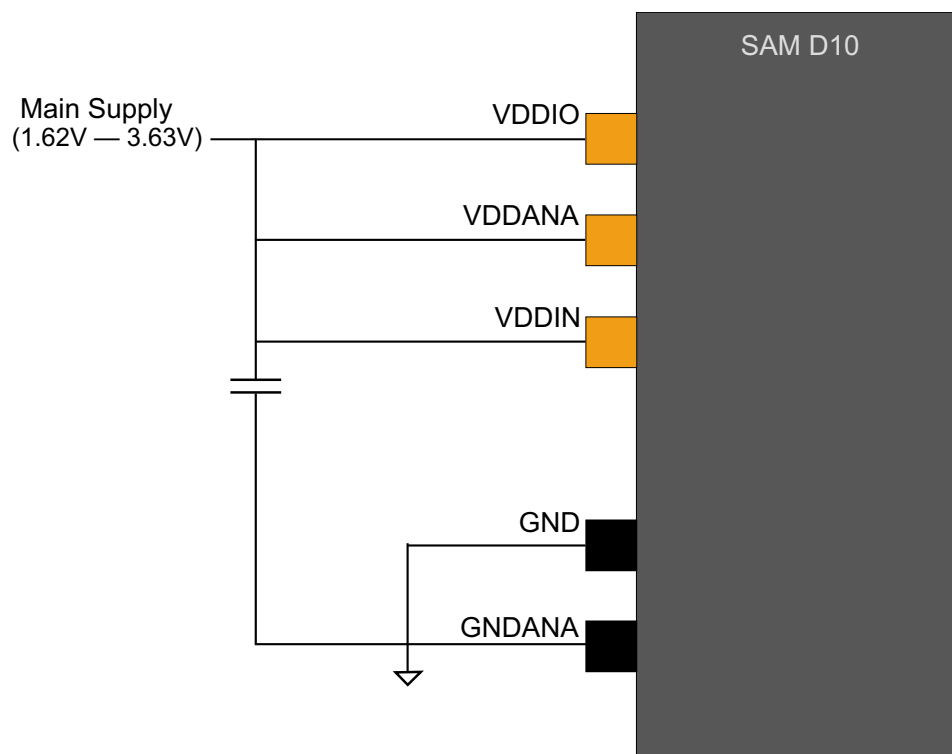 SAM D10
Main Supply
(1.62V — 3.63V)
VDDIO
VDDANA
VDDIN
GND
GNDANA